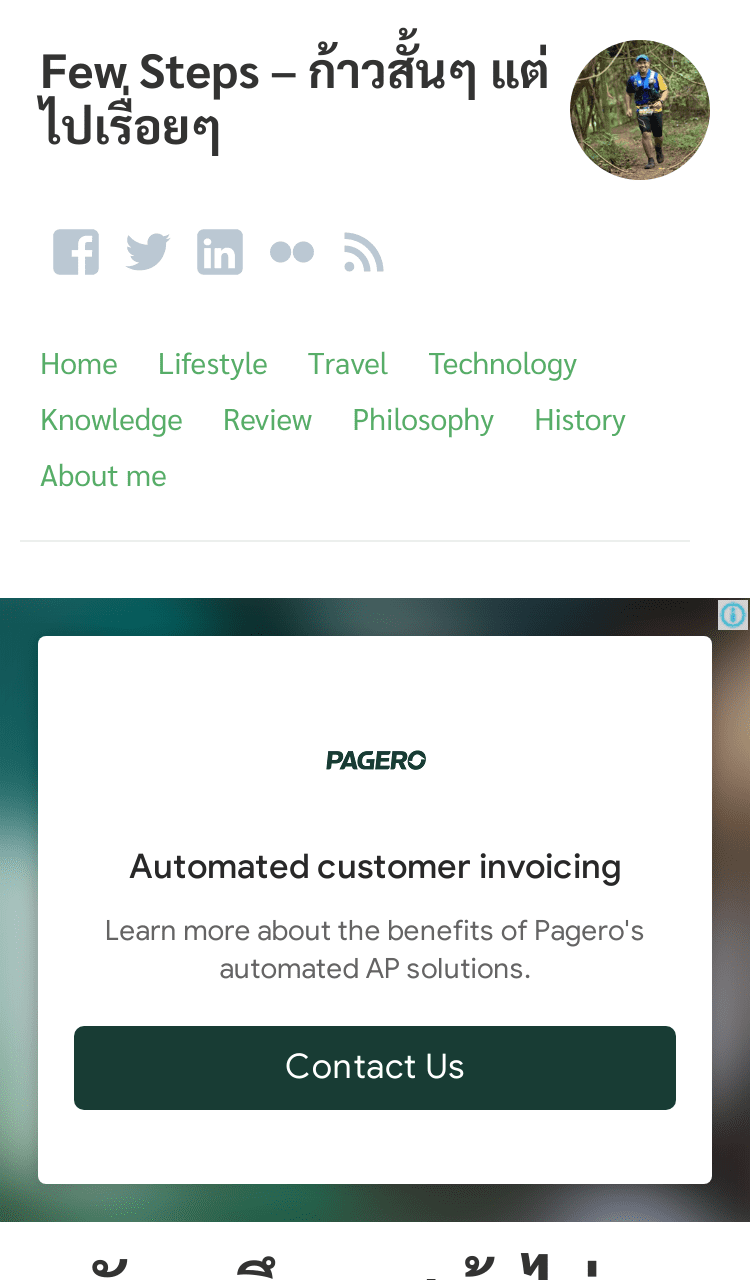 Few Steps – ก้าวสั้นๆ แต่
ไปเรื่อยๆ
Home Lifestyle Travel Technology
Knowledge Review Philosophy History
About me
PAGERO
Automated customer invoicing
Learn more about the benefits of Pagero's
automated AP solutions.
Contact Us